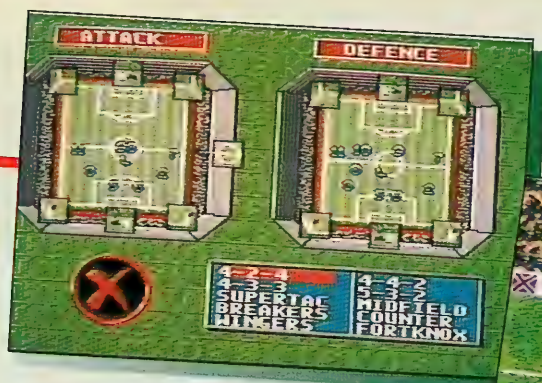 ATTACK
DEFENCE
X
4-2-4
4-3-3
SUPERTAC
BREAKERS
WINGERS
4-4-2
5-3-2
MIDFIELD
COUNTER
FORTKNOX